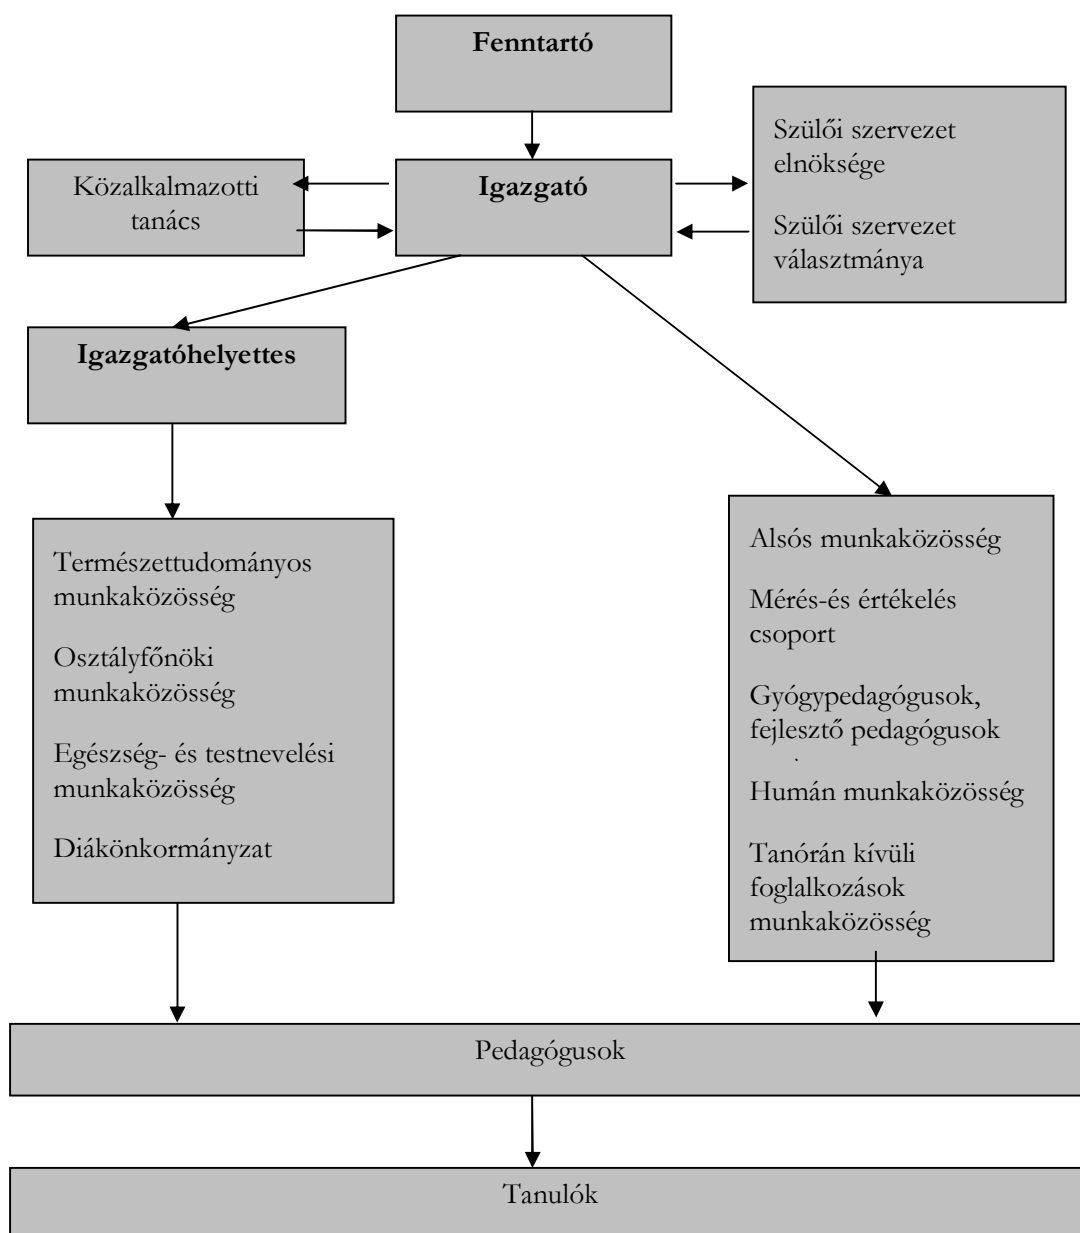 Fenntartó
Szülői szervezet
elnöksége
Szülői szervezet
választmánya
Közalkalmazotti
tanács
Igazgató
Igazgatóhelyettes
Természettudományos
munkaközösség
Osztályfőnöki
munkaközösség
Egészség- és testnevelési
munkaközösség
Diákönkormányzat
Alsós munkaközösség
Mérés-és értékelés
csoport
Gyógypedagógusok,
fejlesztő pedagógusok
Humán munkaközösség
Tanórán kívüli
foglalkozások
munkaközösség
Pedagógusok
Tanulók